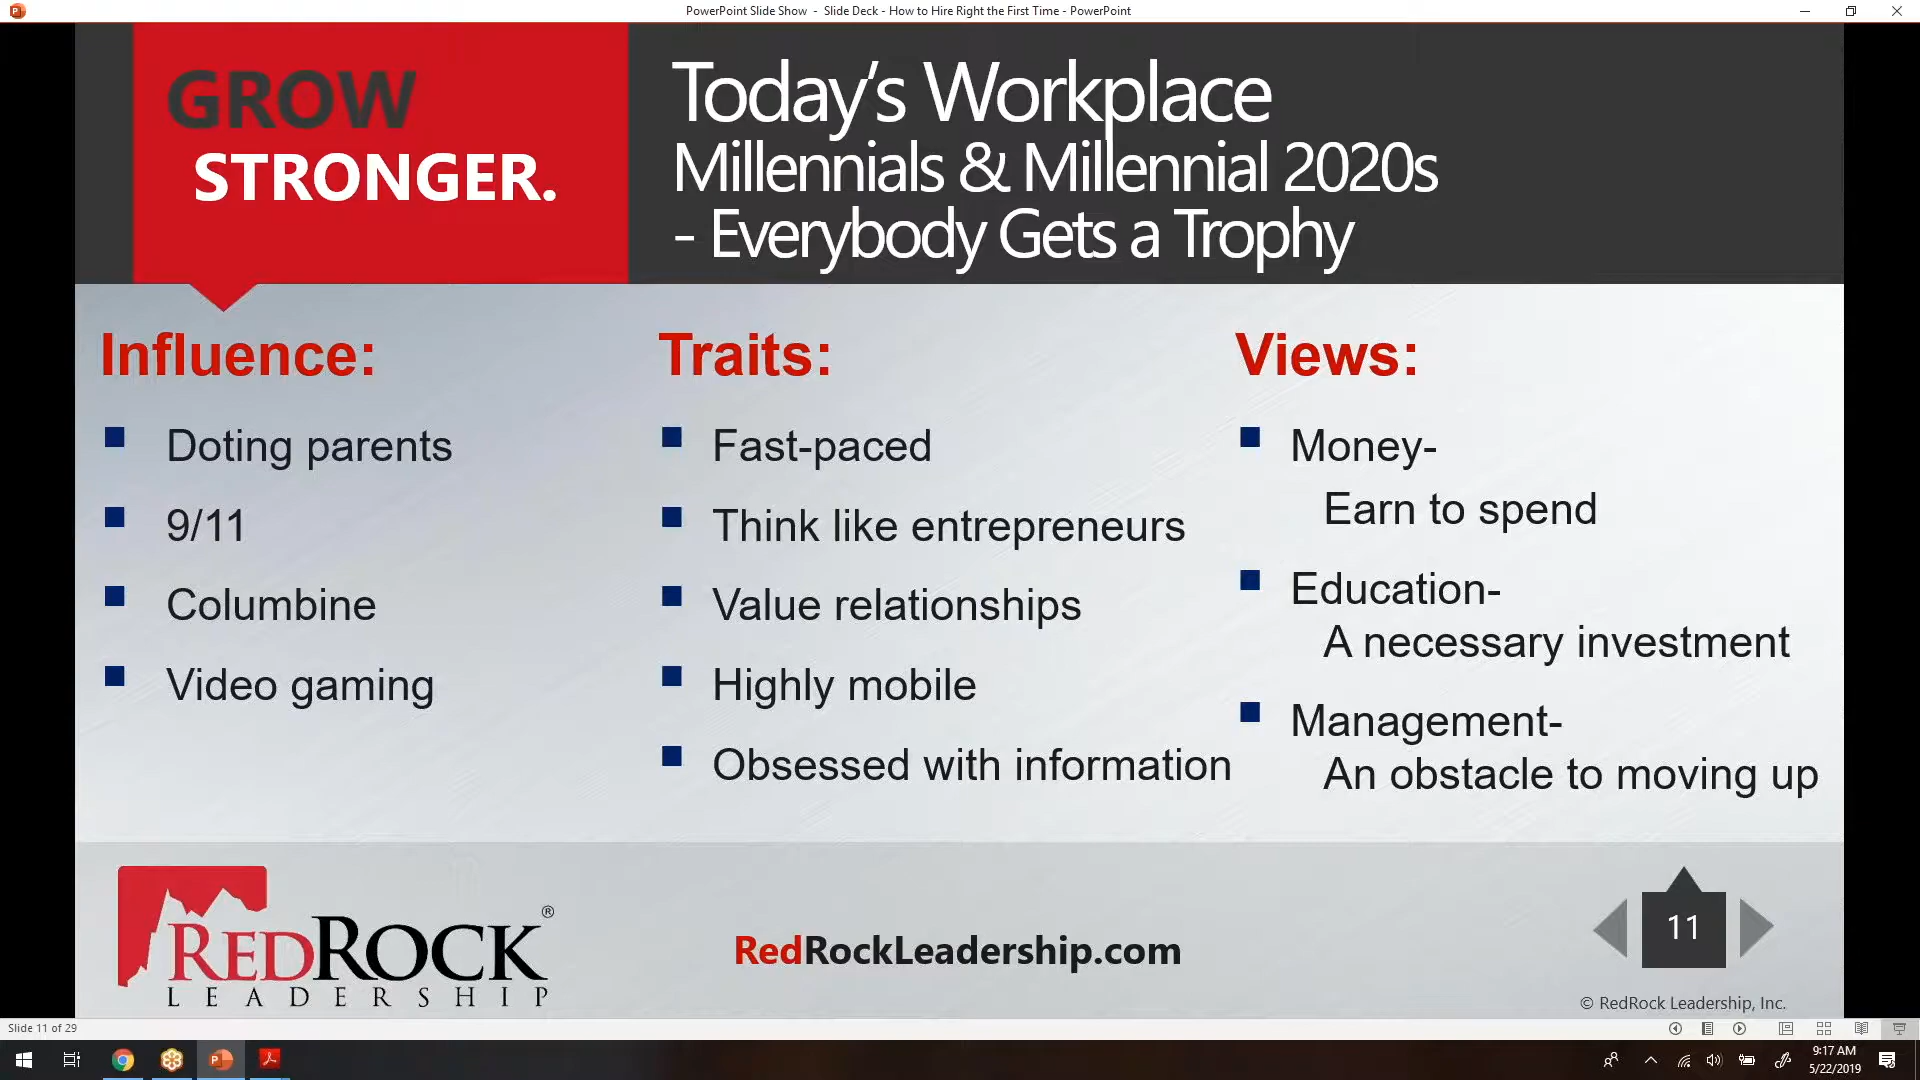 PowerPoint Slide Show - Slide Deck - How to Hire Right the First Time - PowerPoint
GROW
STRONGER.
Today's Workplace
Millennials & Millennial 2020s
- Everybody Gets a Trophy
Influence:
Doting parents
9/11
Columbine
Video gaming
Traits:
Fast-paced
Think like entrepreneurs
Value relationships
Highly mobile
Obsessed with information
Views:
Money-
Earn to spend
Education-
A necessary investment
Management-
An obstacle to moving up
REDROCK®
LEADERSHIP
RedRockLeadership.com
11
© RedRock Leadership, Inc.
Slide 11 of 29
9:17 AM
5/22/2019